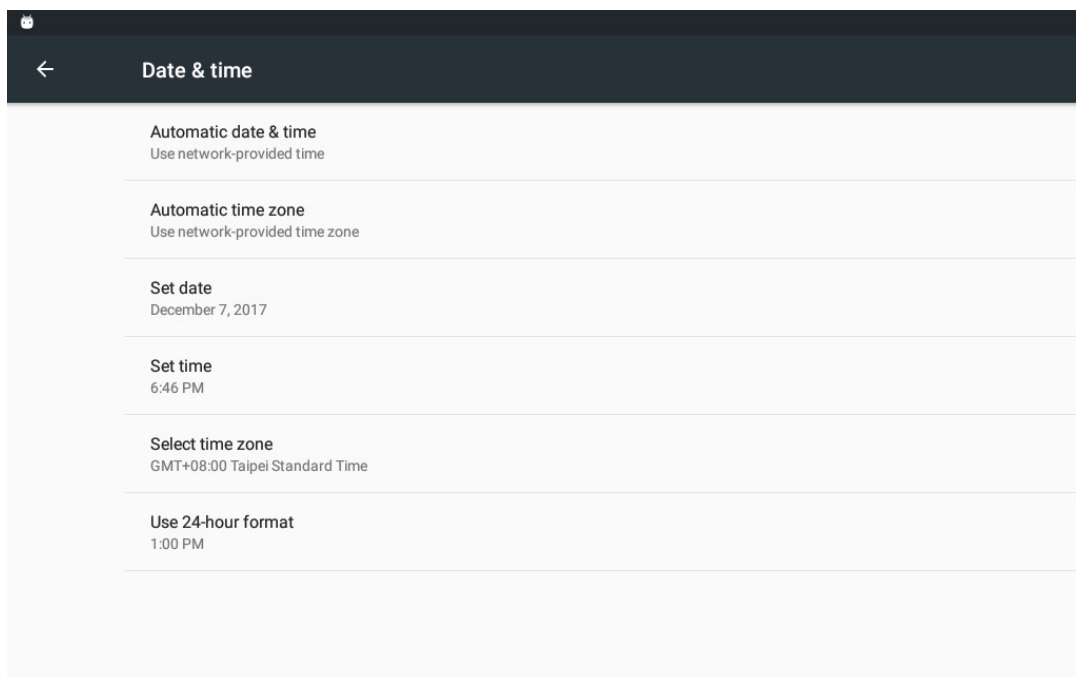 Date & time
Automatic date & time
Use network-provided time
Automatic time zone
Use network-provided time zone
Set date
December 7, 2017
Set time
6:46 PM
Select time zone
GMT+08:00 Taipei Standard Time
Use 24-hour format
1:00 PM